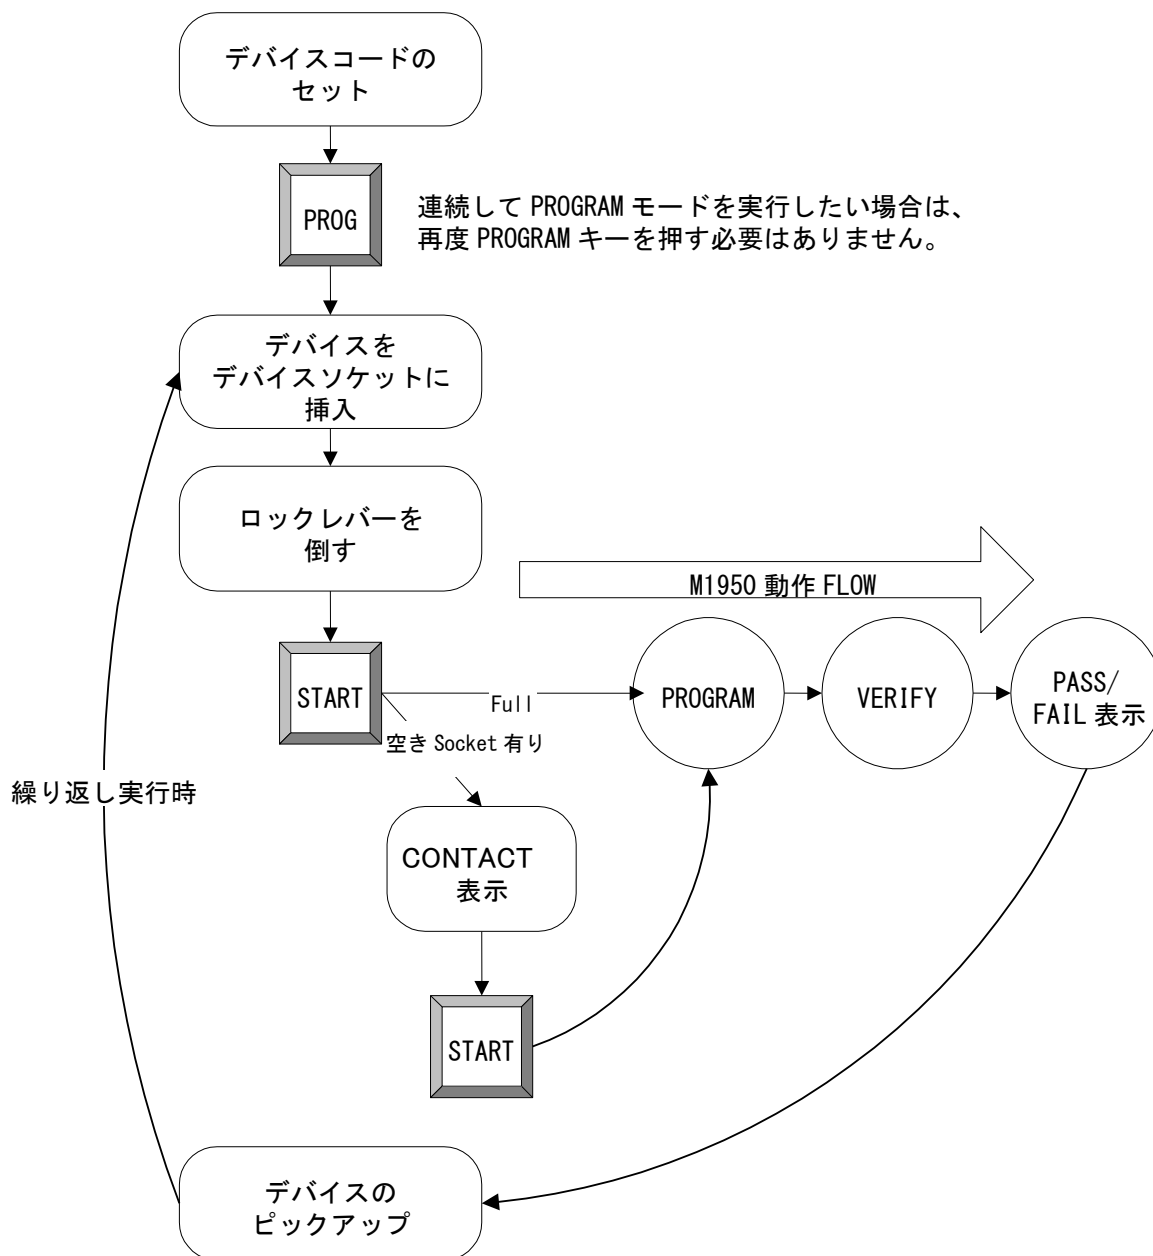 デバイスコードの
セット
PROG
連続して PROGRAM モードを実行したい場合は、
再度 PROGRAM キーを押す必要はありません。
デバイスを
デバイスソケットに
挿入
ロックレバーを
倒す
M1950 動作 FLOW
START
Full
PROGRAM
VERIFY
PASS/
FAIL 表示
空き Socket 有り
繰り返し実行時
CONTACT
表示
START
デバイスの
ピックアップ